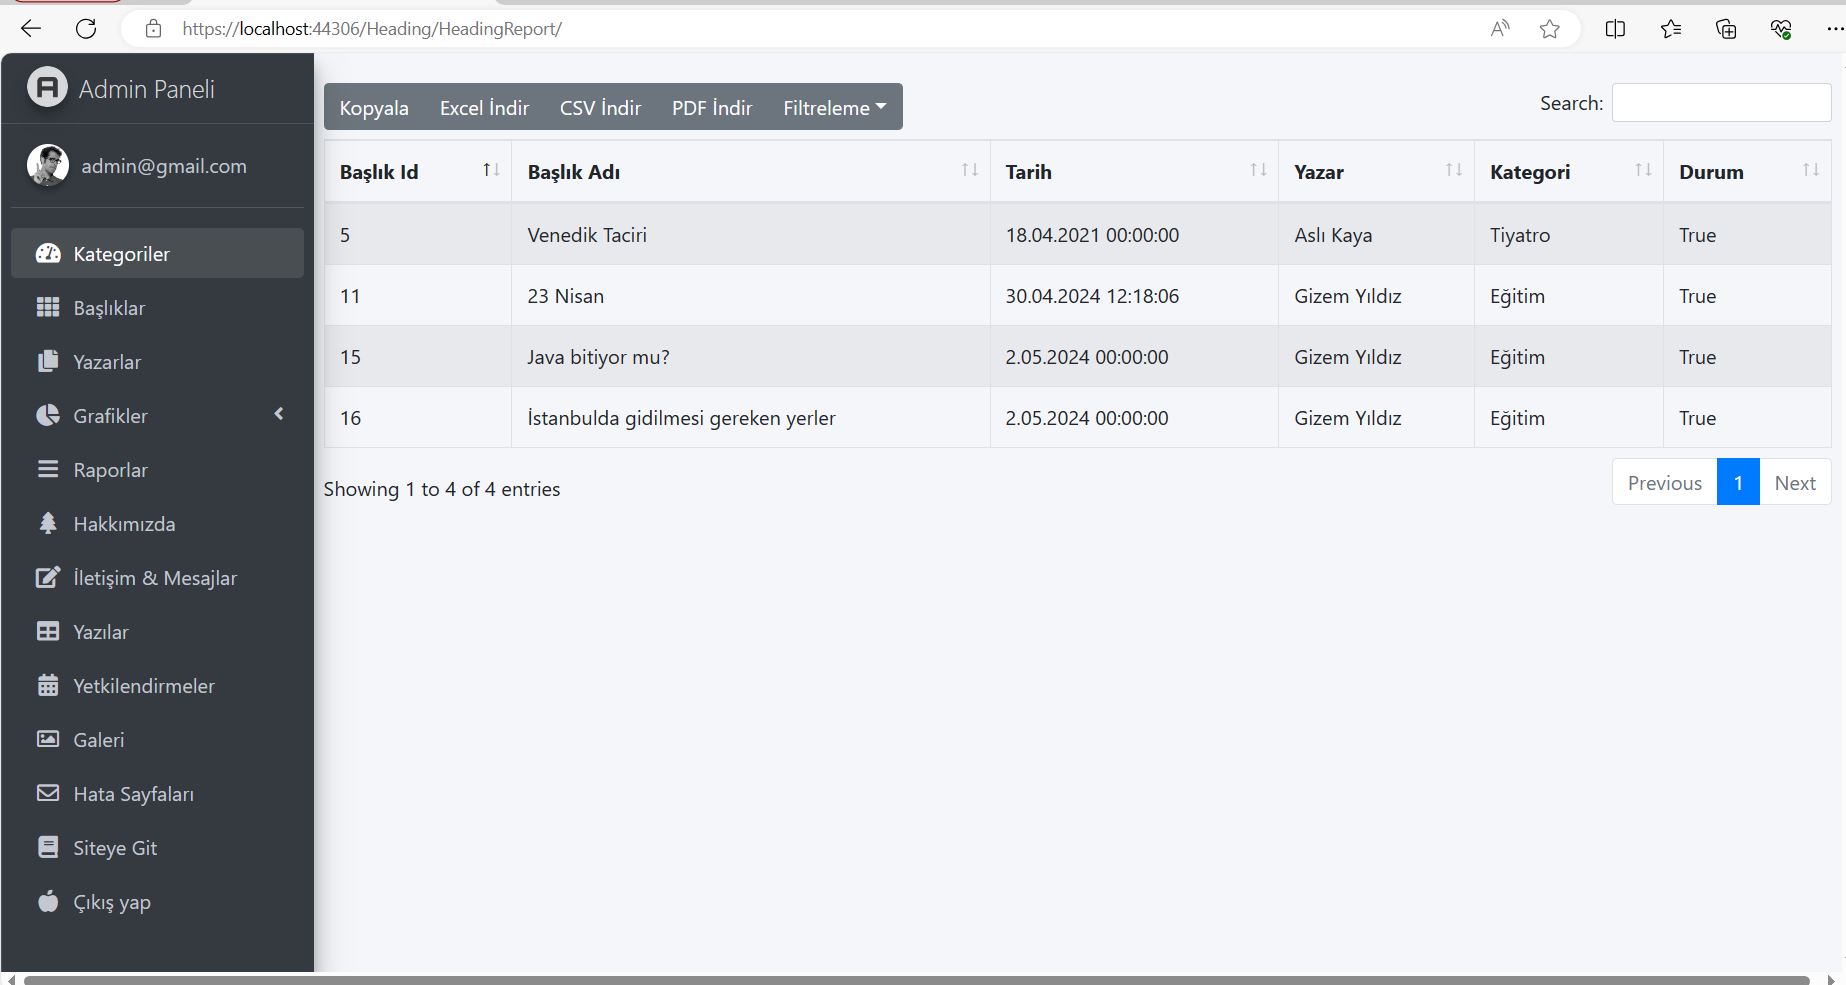 https://localhost:44306/Heading/HeadingReport/
Admin Paneli
admin@gmail.com
Kategoriler
Başlıklar
Yazarlar
Grafikler
Raporlar
Hakkımızda
İletişim & Mesajlar
Yazılar
Yetkilendirmeler
Galeri
Hata Sayfaları
Siteye Git
Çıkış yap
Kopyala Excel İndir CSV İndir PDF İndir Filtreleme
Search:
Başlık Id Başlık Adı Tarih Yazar Kategori Durum
5 Venedik Taciri 18.04.2021 00:00:00 Aslı Kaya Tiyatro True
11 23 Nisan 30.04.2024 12:18:06 Gizem Yıldız Eğitim True
15 Java bitiyor mu? 2.05.2024 00:00:00 Gizem Yıldız Eğitim True
16 İstanbulda gidilmesi gereken yerler 2.05.2024 00:00:00 Gizem Yıldız Eğitim True
Showing 1 to 4 of 4 entries
Previous 1 Next